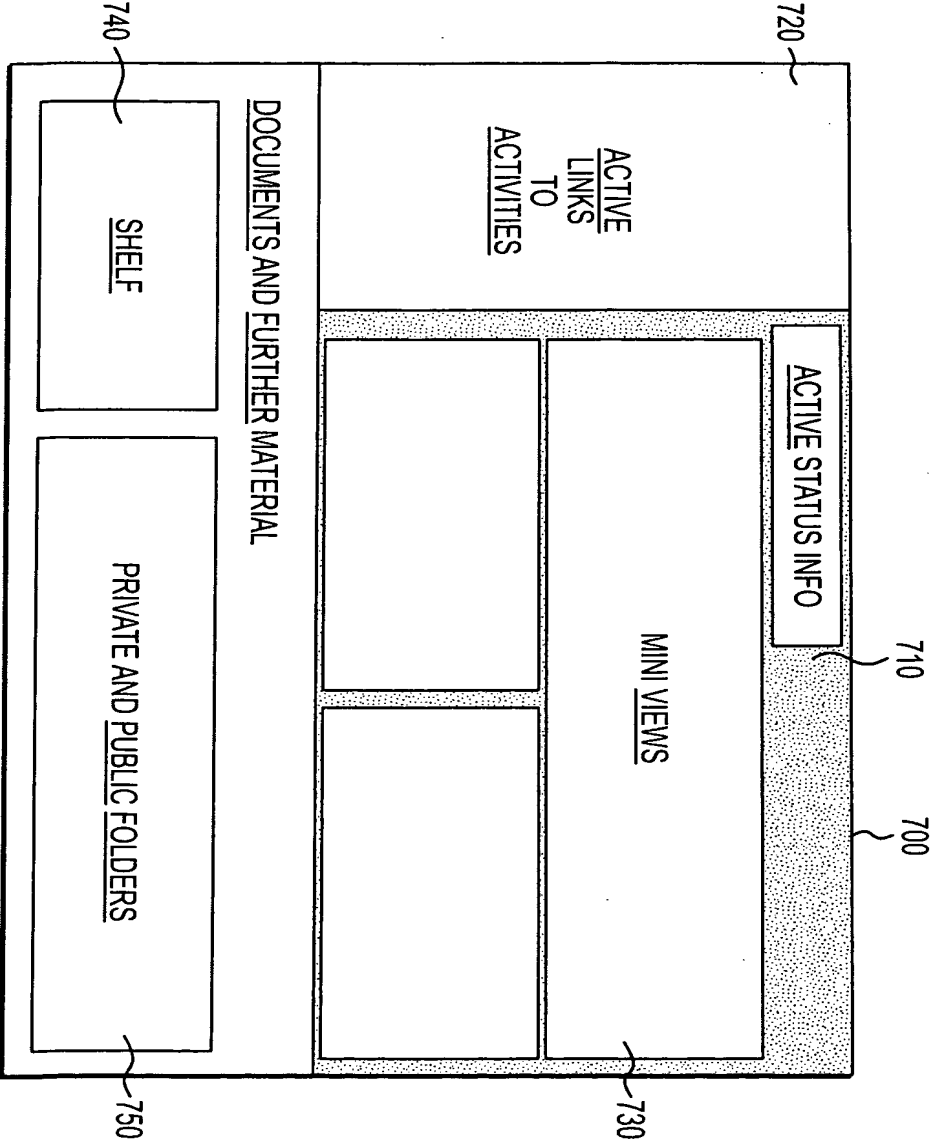 700
710
720
ACTIVE STATUS INFO
ACTIVE
LINKS
TO
ACTIVITIES
MINI VIEWS
730
DOCUMENTS AND FURTHER MATERIAL
740
SHELF
PRIVATE AND PUBLIC FOLDERS
750